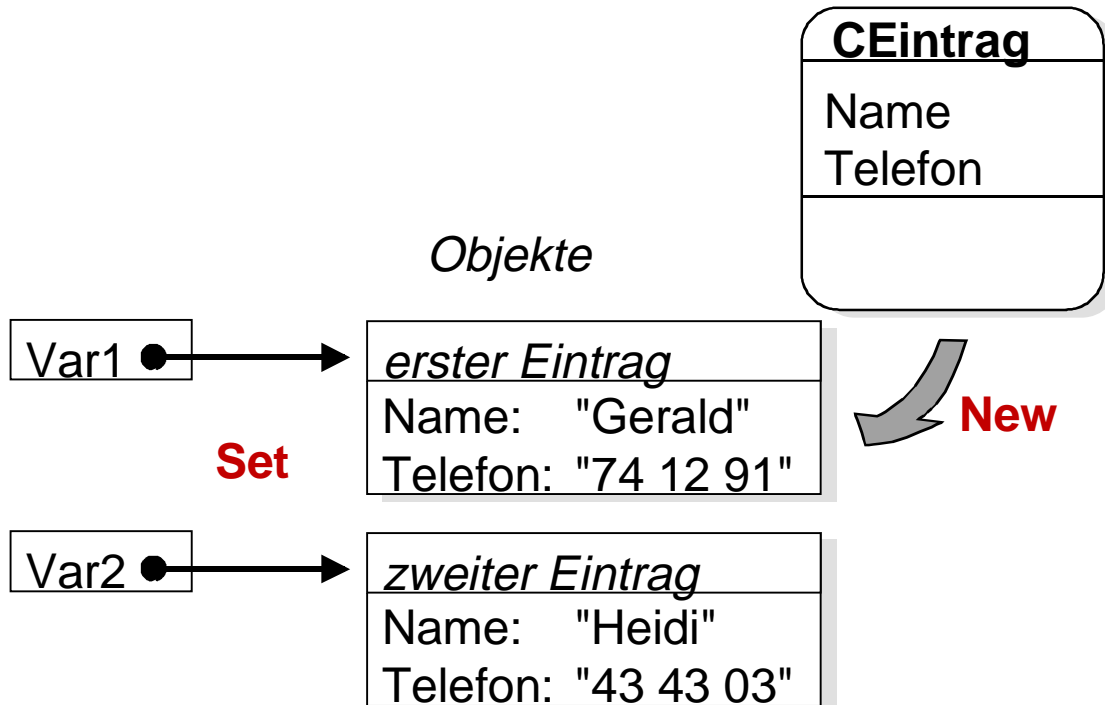 CEintrag
Name
Telefon
Objekte
Var1
erster Eintrag
Name: "Gerald"
Telefon: "74 12 91"
New
Set
Var2
zweiter Eintrag
Name: "Heidi"
Telefon: "43 43 03"